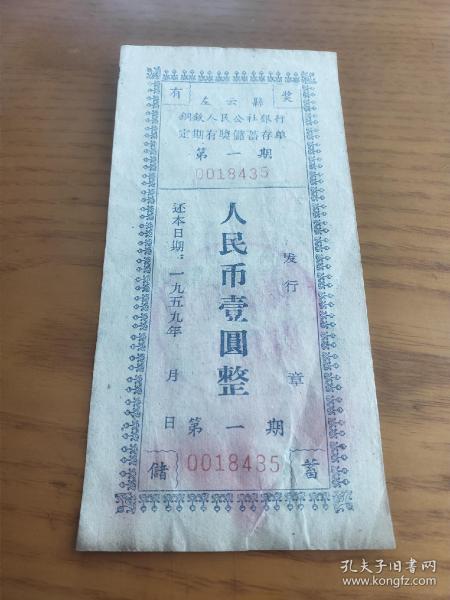 有 奖
左云县
钢铁人民公社银行
定期有奖储蓄存单
第一期
0018435
发行 章
人民币壹圆整
还本日期：一九五九年 月 日
第一期
储 0018435 蓄
孔夫子旧书网
www.kongfz.com